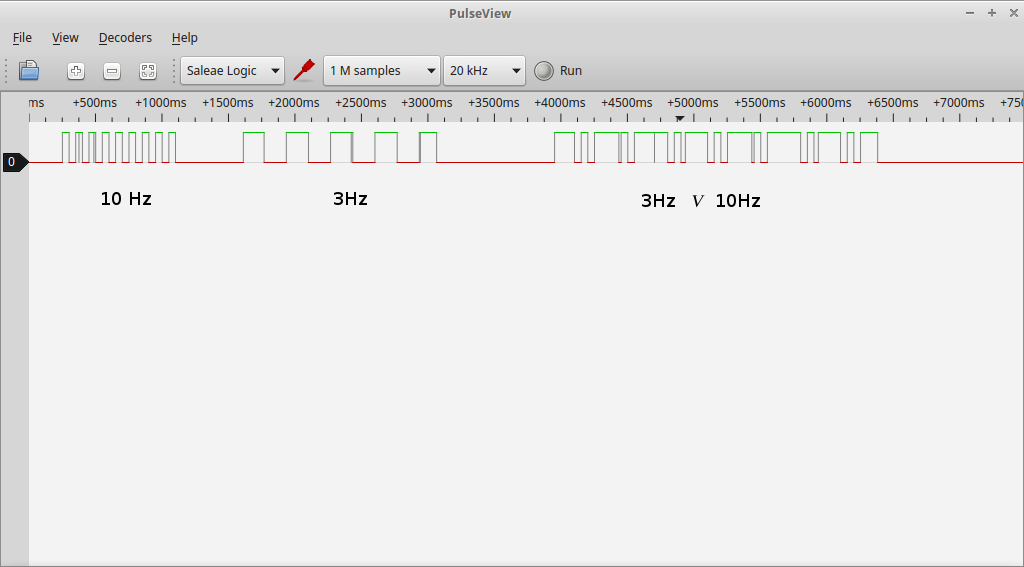 PulseView
File View Decoders Help
Saleae Logic 1 M samples 20 kHz Run
ms +500ms +1000ms +1500ms +2000ms +2500ms +3000ms +3500ms +4000ms +4500ms +5000ms +5500ms +6000ms +6500ms +7000ms +750
0
10 Hz 3Hz 3Hz V 10Hz